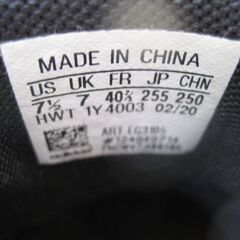 MADE IN CHINA
US UK FR JP CHN
7½ 7 40⅔ 255 250
HWT 1Y4003 02/20
ART